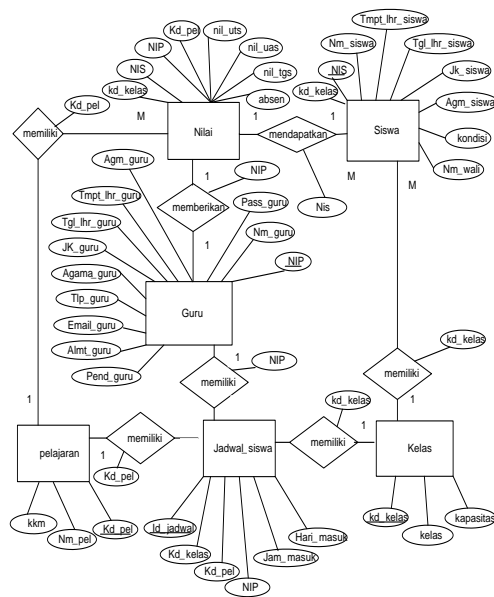 Kd_pel
nil_uts
NIP
nil_uas
NIS
nil_tgs
kd_kelas
absen
Kd_pel
memiliki
M
Nilai
1
mendapatkan
1
Nis
Tmpt_lhr_siswa
Nm_siswa
Tgl_lhr_siswa
NIS
Jk_siswa
kd_kelas
Agm_siswa
Siswa
kondisi
Nm_wali
M
M
1
NIP
memberikan
1
Agm_guru
Tmpt_lhr_guru
Pass_guru
Tgl_lhr_guru
Nm_guru
JK_guru
NIP
Agama_guru
Guru
Tlp_guru
Email_guru
Almt_guru
Pend_guru
1
NIP
memiliki
kd_kelas
memiliki
1
1
pelajaran
1
memiliki
Kd_pel
Jadwal_siswa
kd_kelas
memiliki
1
Kelas
kkm
Nm_pel
Kd_pel
Id_jadwal
Kd_kelas
Kd_pel
NIP
Jam_masuk
Hari_masuk
kd_kelas
kelas
kapasitas